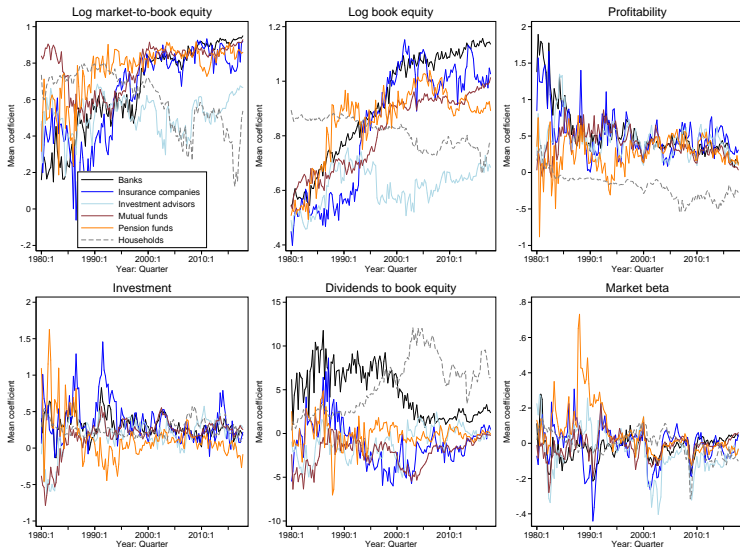 Log market-to-book equity
Mean coefficient
1
.8
.6
.4
.2
0
-.2
1980:1 1990:1 2000:1 2010:1
Year: Quarter
Banks
Insurance companies
Investment advisors
Mutual funds
Pension funds
Households
Log book equity
Mean coefficient
1.2
1
.8
.6
.4
1980:1 1990:1 2000:1 2010:1
Year: Quarter
Profitability
Mean coefficient
2
1.5
1
.5
0
-.5
-1
1980:1 1990:1 2000:1 2010:1
Year: Quarter
Investment
Mean coefficient
2
1.5
1
.5
0
-.5
-1
1980:1 1990:1 2000:1 2010:1
Year: Quarter
Dividends to book equity
Mean coefficient
15
10
5
0
-5
-10
1980:1 1990:1 2000:1 2010:1
Year: Quarter
Market beta
Mean coefficient
.8
.6
.4
.2
0
-.2
-.4
1980:1 1990:1 2000:1 2010:1
Year: Quarter